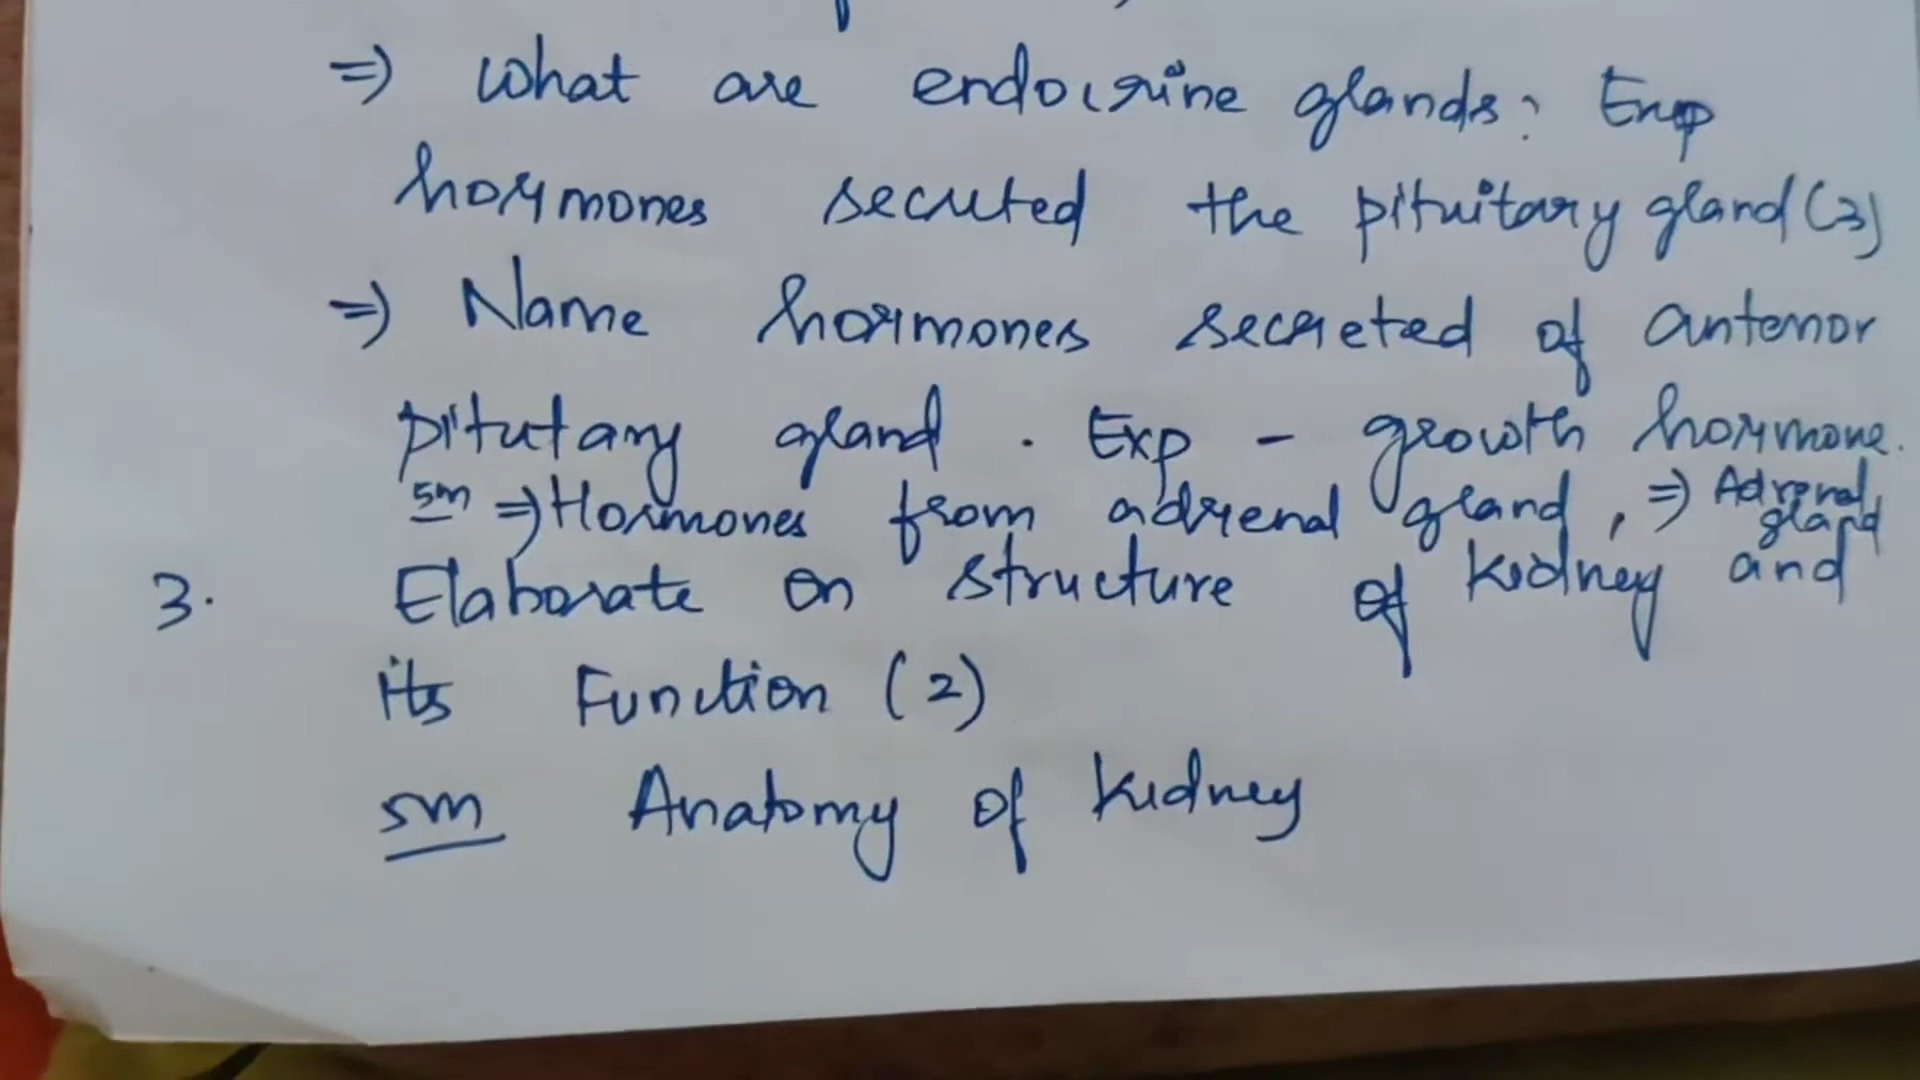 => What are endocrine glands? Exp
hormones secreted the pituitary gland (3)
=> Name hormones secreted of anterior
pitutary gland . Exp - growth hormone.
5m => Hormones from adrenal gland , => Adrenal gland
3. Elaborate on structure of kidney and
its Function (2)
5m Anatomy of kidney